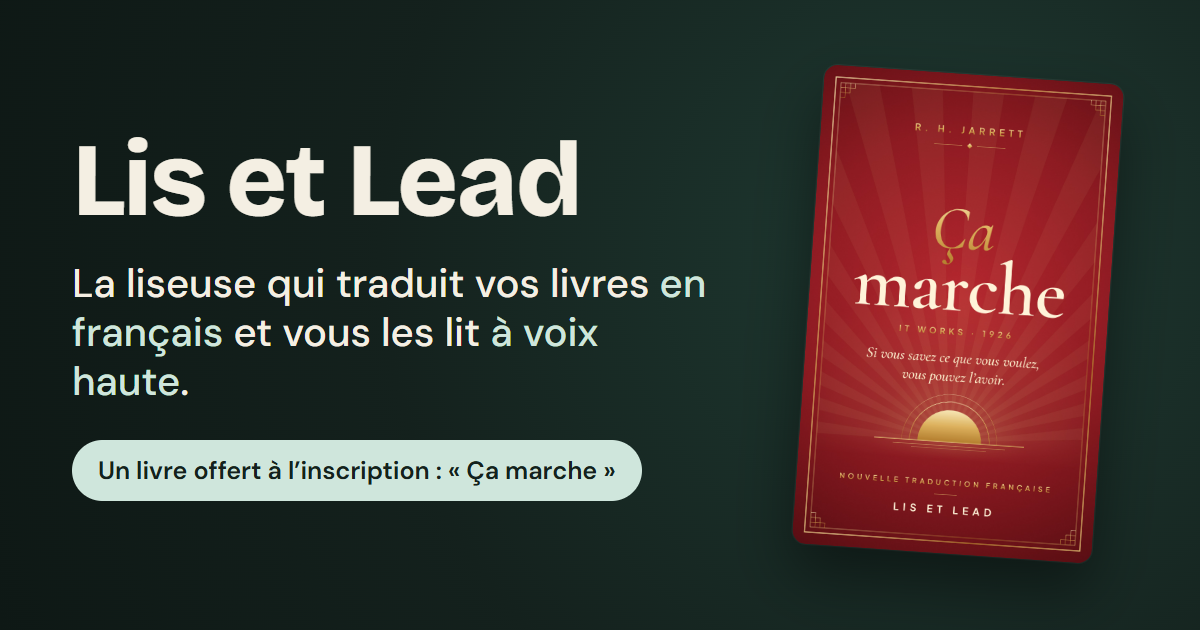 Lis et Lead
La liseuse qui traduit vos livres en
français et vous les lit à voix
haute.
Un livre offert à l’inscription : « Ça marche »
R. H. JARRETT
Ça
marche
IT WORKS · 1926
Si vous savez ce que vous voulez,
vous pouvez l’avoir.
NOUVELLE TRADUCTION FRANÇAISE
LIS ET LEAD